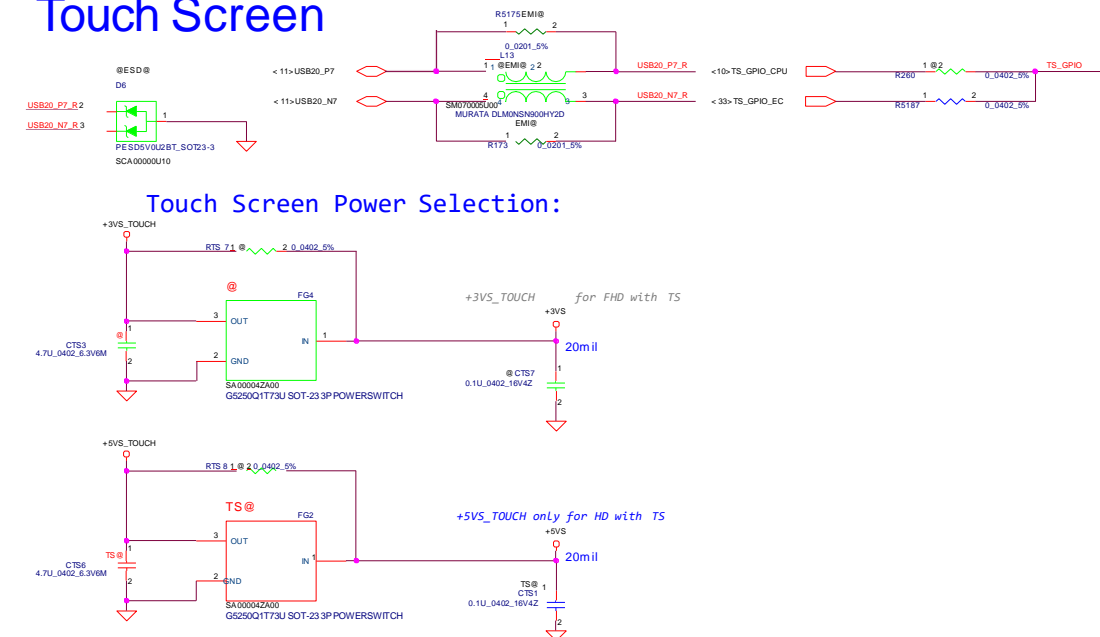 Touch Screen
R5175 EMI@
1 2
0_0201_5%
L13
1 1 @EMI@ 2 2
4 4 3 3
SM070005U00
MURATA DLM0NSN900HY2D
EMI@
1 2
R173 0_0201_5%
<11>USB20_P7
<11>USB20_N7
USB20_P7_R
USB20_N7_R
<10>TS_GPIO_CPU
<33>TS_GPIO_EC
1 @ 2
R260 0_0402_5%
1 2
R5187 0_0402_5%
TS_GPIO
@ESD@
D6
USB20_P7_R 2
USB20_N7_R 3
1
PESD5V0U2BT_SOT23-3
SCA00000U10
Touch Screen Power Selection:
+3VS_TOUCH
RTS7 1 @ 2 0_0402_5%
@
FG4
3 OUT
IN 1
2 GND
@
1
CTS3
4.7U_0402_6.3V6M
2
SA00004ZA00
G5250Q1T73U SOT-23 3P POWERSWITCH
+3VS_TOUCH for FHD with TS
+3VS
20mil
1
@ CTS7
0.1U_0402_16V4Z
2
+5VS_TOUCH
RTS8 1 @ 2 0_0402_5%
TS@
FG2
3 OUT
IN 1
2 GND
TS@
1
CTS6
4.7U_0402_6.3V6M
2
SA00004ZA00
G5250Q1T73U SOT-23 3P POWERSWITCH
+5VS_TOUCH only for HD with TS
+5VS
20mil
TS@ 1
CTS1
0.1U_0402_16V4Z
2